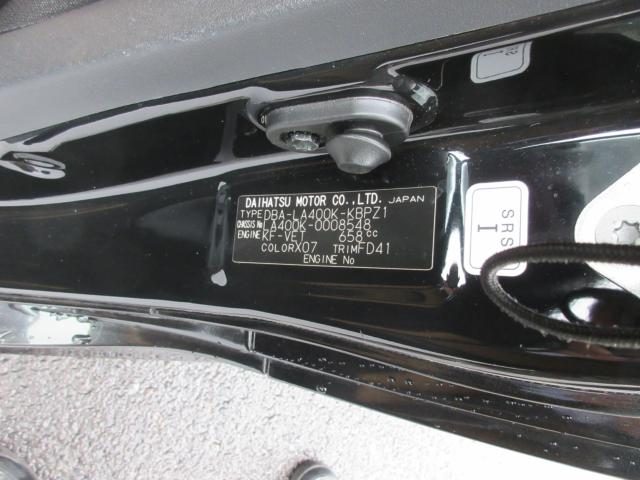 DAIHATSU MOTOR CO.,LTD. JAPAN
TYPE DBA-LA400K-KBPZ1
CHASSIS No LA400K-0008548
ENGINE KF-VET 658cc
COLOR X07 TRIM FD41
ENGINE No
SRS
I